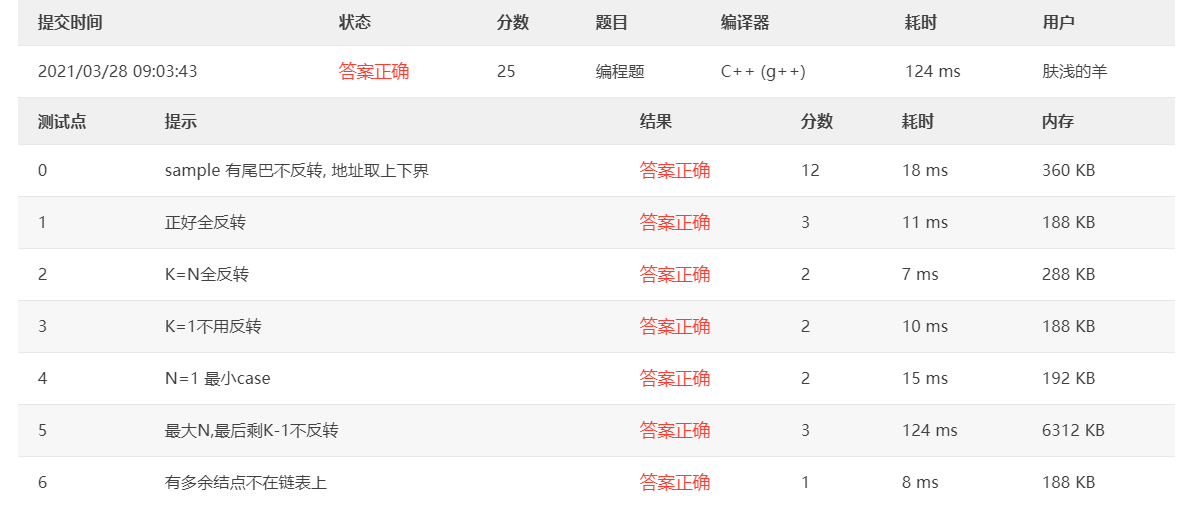 提交时间 状态 分数 题目 编译器 耗时 用户
2021/03/28 09:03:43 答案正确 25 编程题 C++ (g++) 124 ms 肤浅的羊
测试点 提示 结果 分数 耗时 内存
0 sample 有尾巴不反转, 地址取上下界 答案正确 12 18 ms 360 KB
1 正好全反转 答案正确 3 11 ms 188 KB
2 K=N全反转 答案正确 2 7 ms 288 KB
3 K=1不用反转 答案正确 2 10 ms 188 KB
4 N=1 最小case 答案正确 2 15 ms 192 KB
5 最大N,最后剩K-1不反转 答案正确 3 124 ms 6312 KB
6 有多余结点不在链表上 答案正确 1 8 ms 188 KB